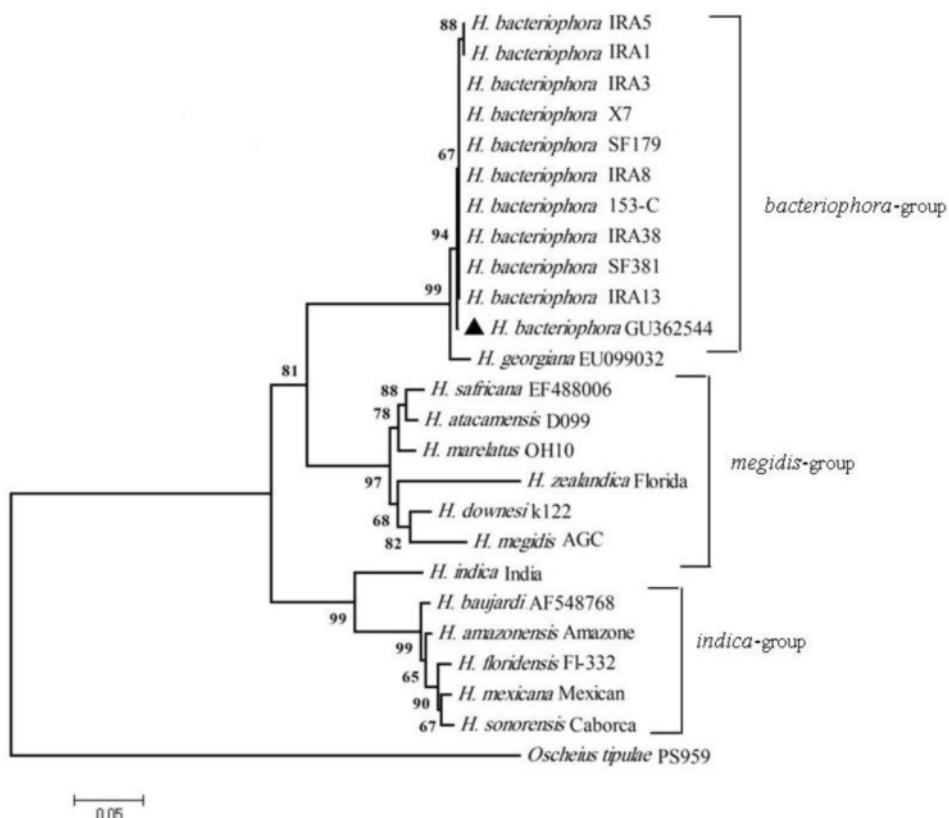 88
H. bacteriophora IRA5
H. bacteriophora IRA1
H. bacteriophora IRA3
H. bacteriophora X7
H. bacteriophora SF179
67
H. bacteriophora IRA8
H. bacteriophora 153-C
bacteriophora-group
94
H. bacteriophora IRA38
H. bacteriophora SF381
99
H. bacteriophora IRA13
H. bacteriophora GU362544
H. georgiana EU099032
81
88
H. safricana EF488006
78
H. atacamensis D099
H. marelatus OH10
megidis-group
97
H. zealandica Florida
68
H. downesi k122
82
H. megidis AGC
H. indica India
99
H. baujardi AF548768
99
H. amazonensis Amazone
indica-group
65
H. floridensis Fl-332
90
H. mexicana Mexican
67
H. sonorensis Caborca
Oscheius tipulae PS959
0.05